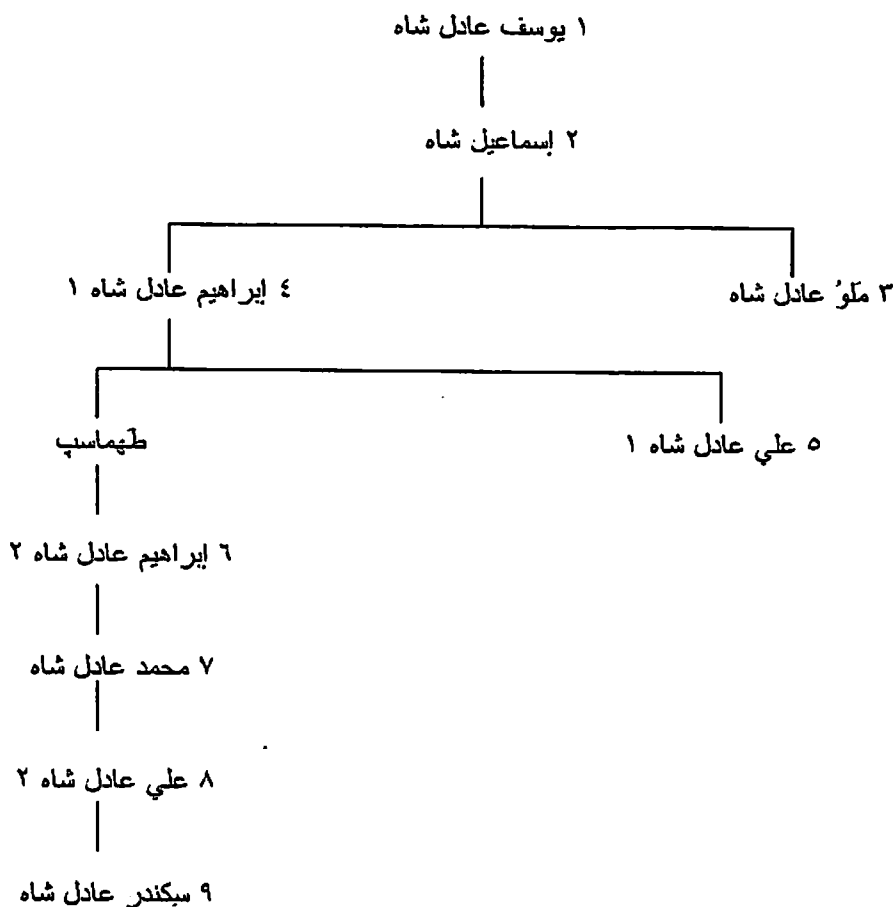 ١ يوسف عادل شاه
٢ إسماعيل شاه
٣ ملوُ عادل شاه
٤ إبراهيم عادل شاه ١
٥ علي عادل شاه ١
طهماسپ
٦ إبراهيم عادل شاه ٢
٧ محمد عادل شاه
٨ علي عادل شاه ٢
٩ سيكندر عادل شاه